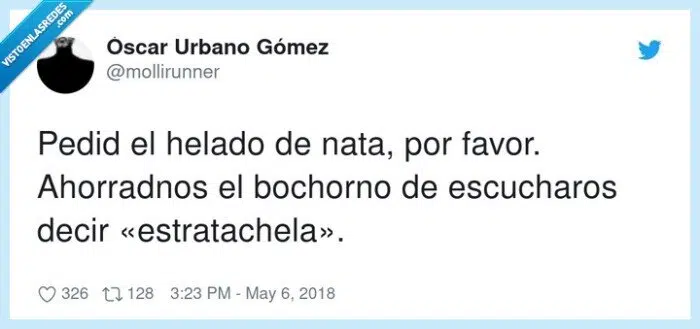 VISTOENLASREDES
.com
Óscar Urbano Gómez
@mollirunner
Pedid el helado de nata, por favor.
Ahorradnos el bochorno de escucharos
decir «estratachela».
326 128 3:23 PM - May 6, 2018